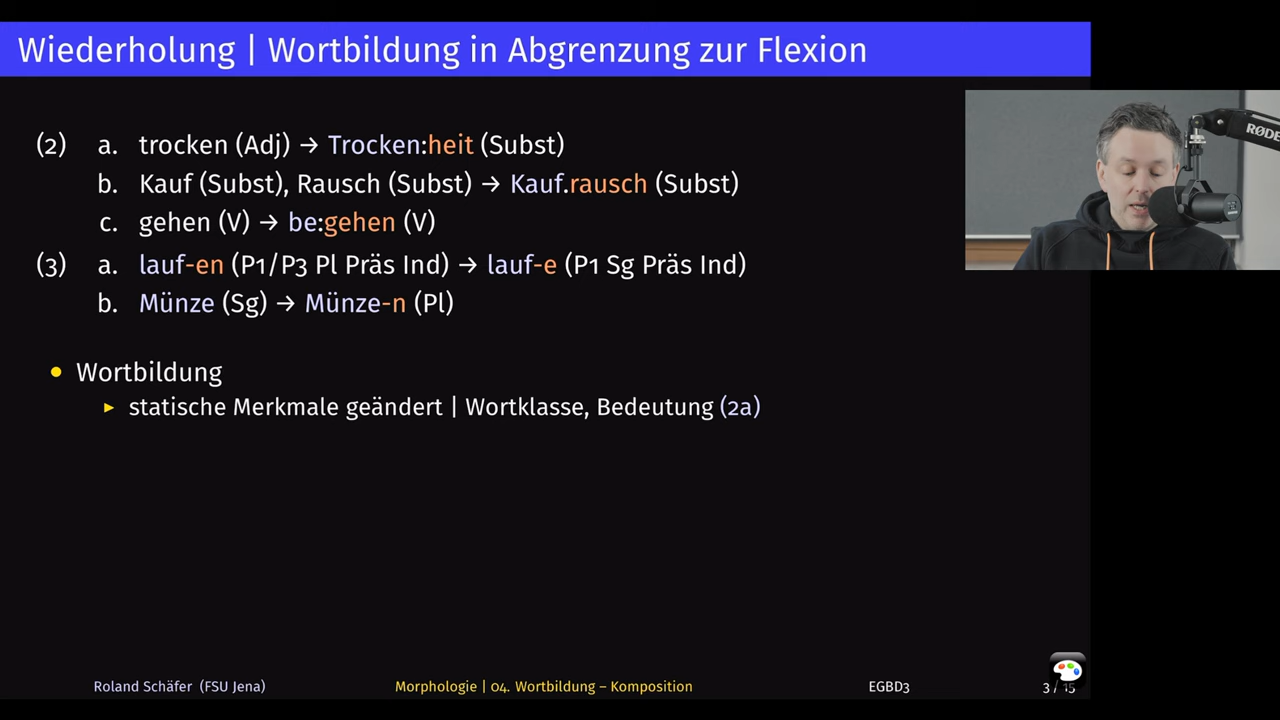 Wiederholung | Wortbildung in Abgrenzung zur Flexion
(2) a. trocken (Adj) → Trocken:heit (Subst)
b. Kauf (Subst), Rausch (Subst) → Kauf.rausch (Subst)
c. gehen (V) → be:gehen (V)
(3) a. lauf-en (P1/P3 Pl Präs Ind) → lauf-e (P1 Sg Präs Ind)
b. Münze (Sg) → Münze-n (Pl)
• Wortbildung
▸ statische Merkmale geändert | Wortklasse, Bedeutung (2a)
RØDE
Roland Schäfer (FSU Jena) Morphologie | 04. Wortbildung – Komposition EGBD3 3 / 15